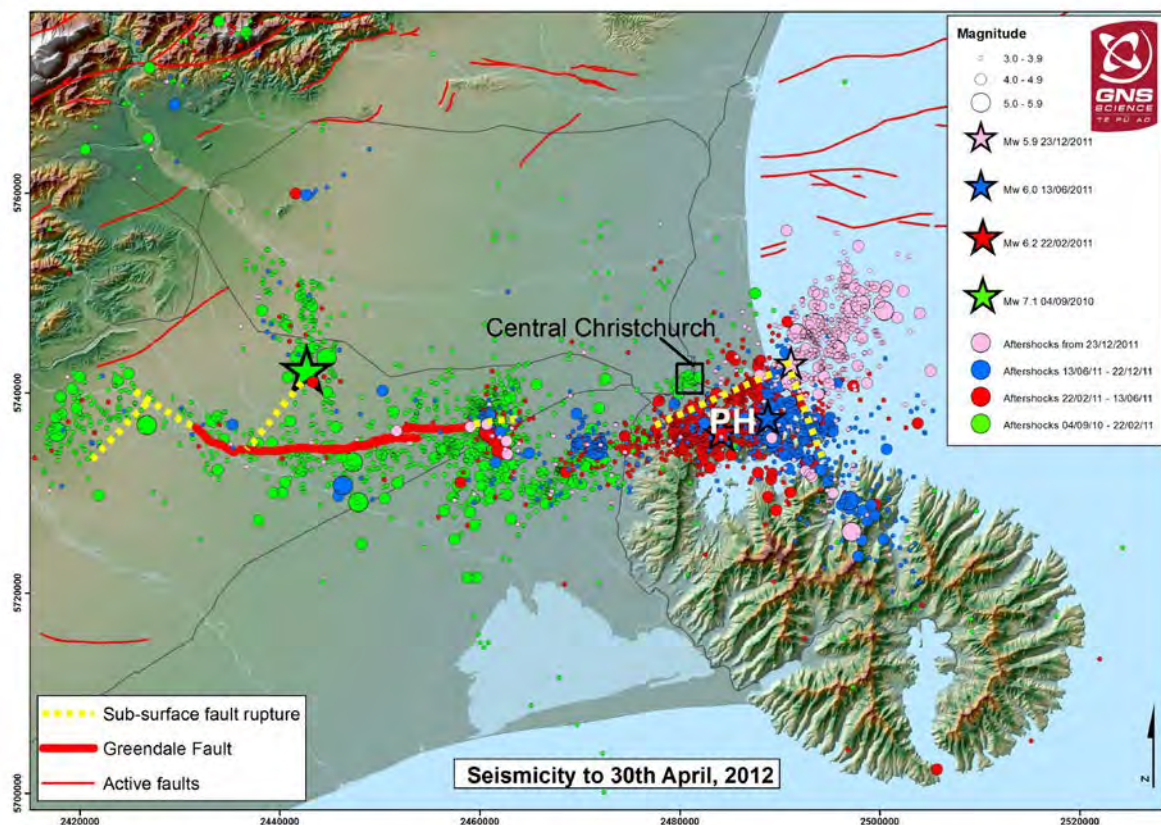 Magnitude
3.0 - 3.9
4.0 - 4.9
5.0 - 5.9
Mw 5.9 23/12/2011
Mw 6.0 13/06/2011
Mw 6.2 22/02/2011
Mw 7.1 04/09/2010
Aftershocks from 23/12/2011
Aftershocks 13/06/11 - 22/12/11
Aftershocks 22/02/11 - 13/06/11
Aftershocks 04/09/10 - 22/02/11
GNS
SCIENCE
TE PŪ AO
Central Christchurch
PH
Sub-surface fault rupture
Greendale Fault
Active faults
Seismicity to 30th April, 2012
N
5760000
5740000
5720000
5700000
2420000
2440000
2460000
2480000
2500000
2520000